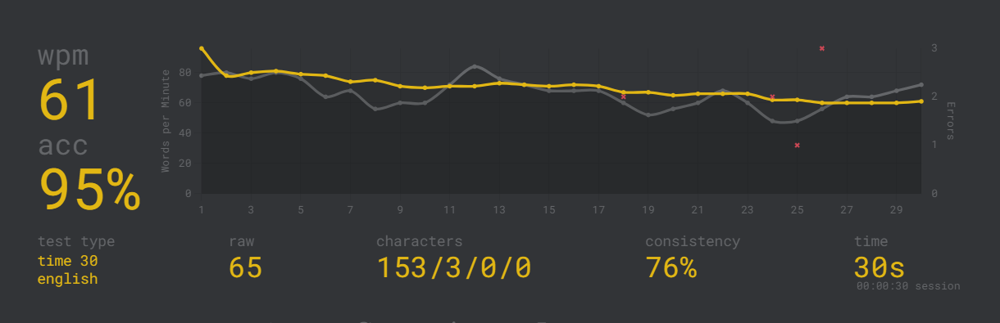 wpm
61
acc
95%
Words per Minute
80
60
40
20
0
3
2
1
0
Errors
1 3 5 7 9 11 13 15 17 19 21 23 25 27 29
test type
time 30
english
raw
65
characters
153/3/0/0
consistency
76%
time
30s
00:00:30 session